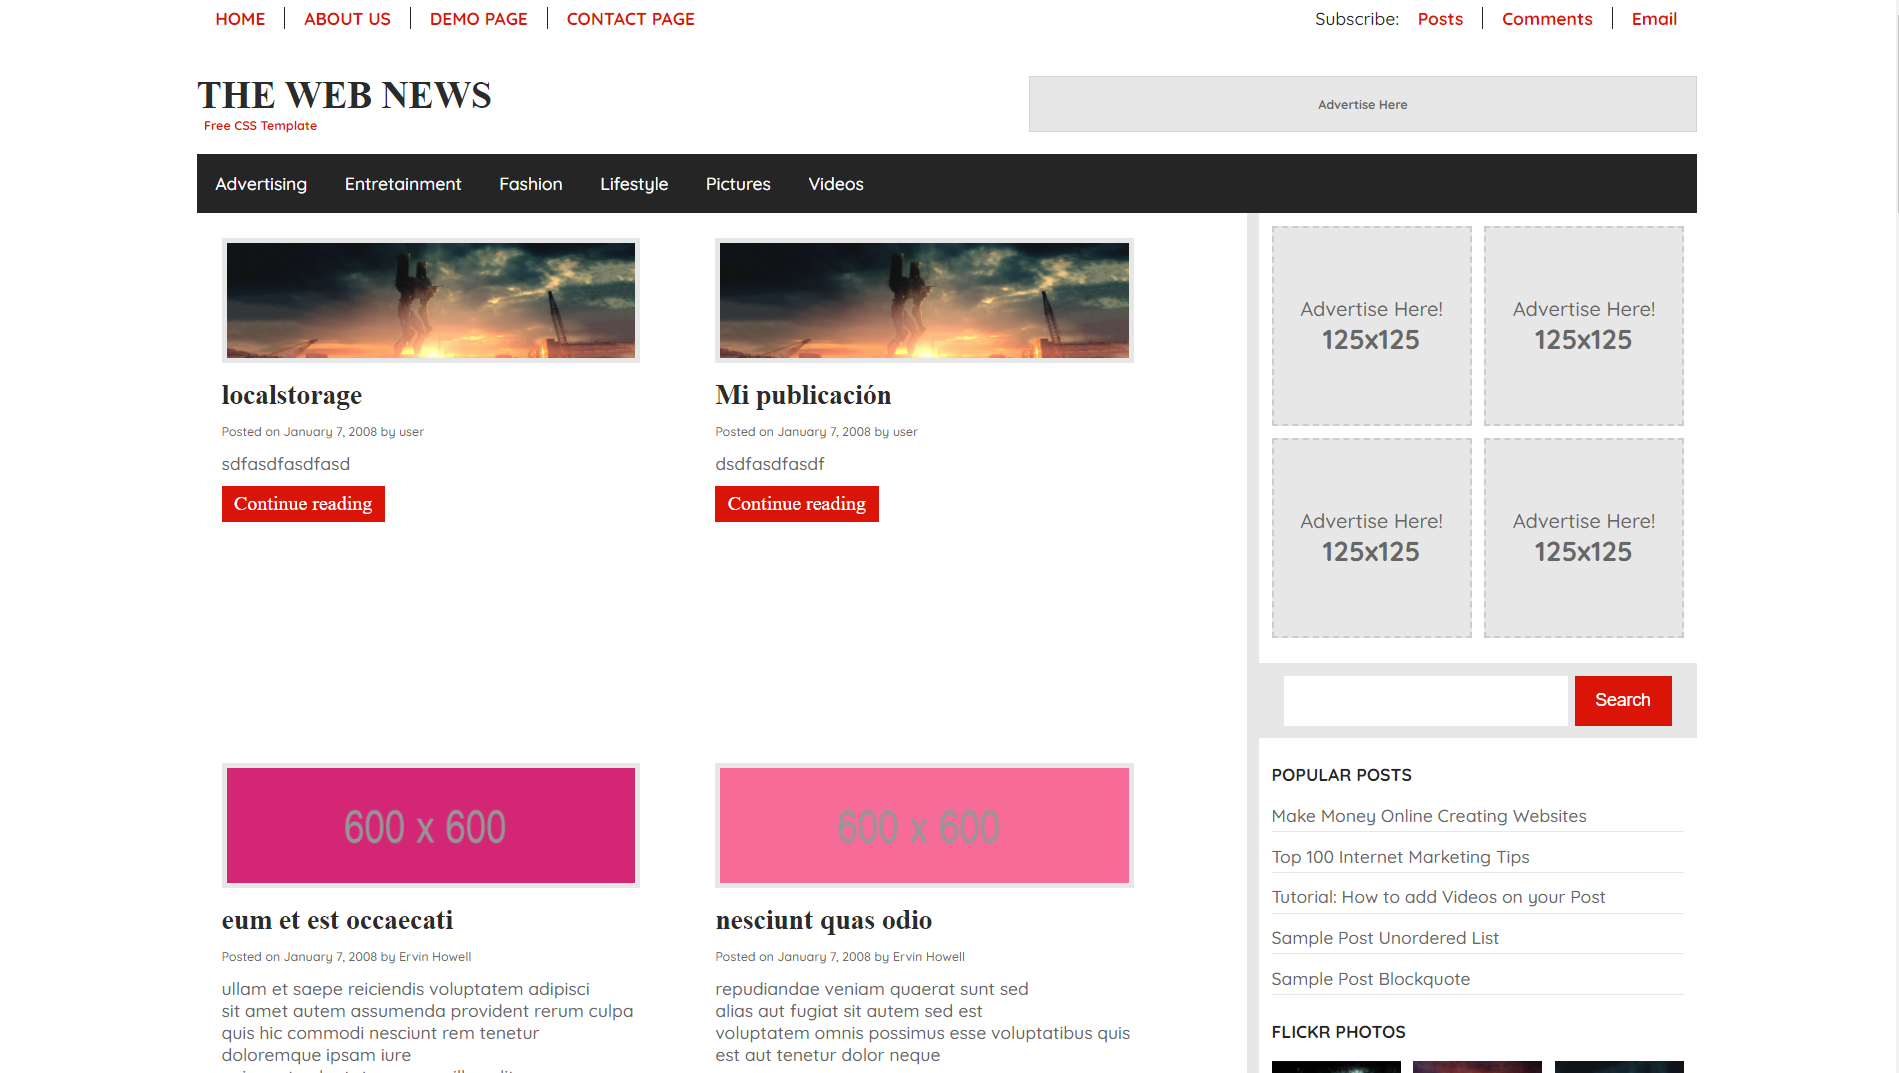 HOME
ABOUT US
DEMO PAGE
CONTACT PAGE
Subscribe:
Posts
Comments
Email
THE WEB NEWS
Free CSS Template
Advertise Here
Advertising
Entretainment
Fashion
Lifestyle
Pictures
Videos
localstorage
Posted on January 7, 2008 by user
sdfasdfasdfasd
Continue reading
Mi publicación
Posted on January 7, 2008 by user
dsdfasdfasdf
Continue reading
600 x 600
eum et est occaecati
Posted on January 7, 2008 by Ervin Howell
ullam et saepe reiciendis voluptatem adipisci
sit amet autem assumenda provident rerum culpa
quis hic commodi nesciunt rem tenetur
doloremque ipsam iure
600 x 600
nesciunt quas odio
Posted on January 7, 2008 by Ervin Howell
repudiandae veniam quaerat sunt sed
alias aut fugiat sit autem sed est
voluptatem omnis possimus esse voluptatibus quis
est aut tenetur dolor neque
Advertise Here!
125x125
Advertise Here!
125x125
Advertise Here!
125x125
Advertise Here!
125x125
Search
POPULAR POSTS
Make Money Online Creating Websites
Top 100 Internet Marketing Tips
Tutorial: How to add Videos on your Post
Sample Post Unordered List
Sample Post Blockquote
FLICKR PHOTOS